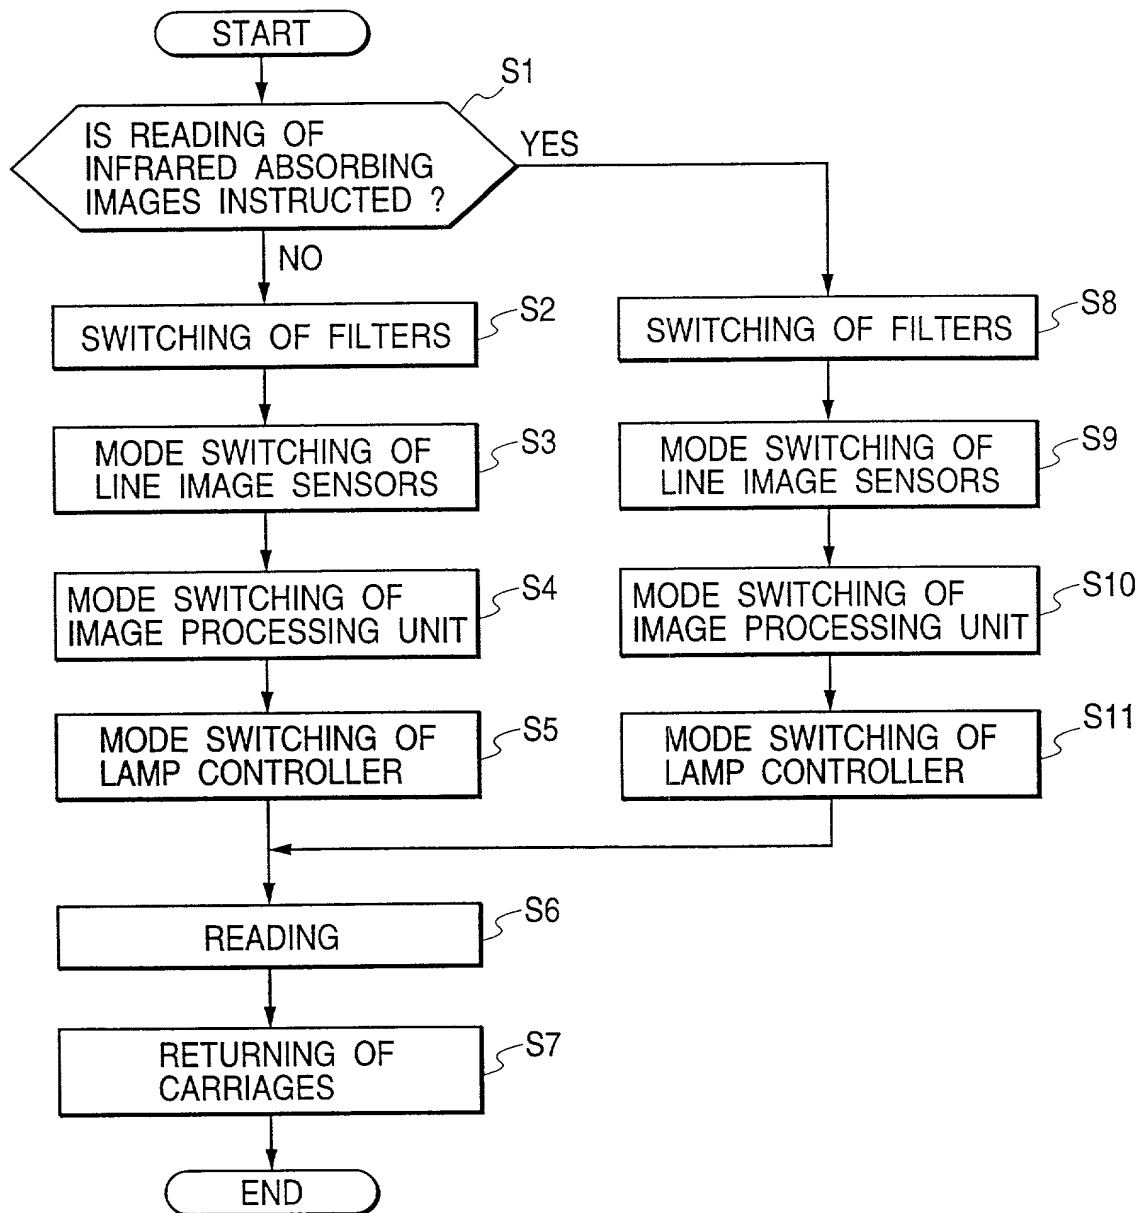 START
S1
IS READING OF
INFRARED ABSORBING
IMAGES INSTRUCTED ?
YES
NO
S2
SWITCHING OF FILTERS
S8
SWITCHING OF FILTERS
S3
MODE SWITCHING OF
LINE IMAGE SENSORS
S9
MODE SWITCHING OF
LINE IMAGE SENSORS
S4
MODE SWITCHING OF
IMAGE PROCESSING UNIT
S10
MODE SWITCHING OF
IMAGE PROCESSING UNIT
S5
MODE SWITCHING OF
LAMP CONTROLLER
S11
MODE SWITCHING OF
LAMP CONTROLLER
S6
READING
S7
RETURNING OF
CARRIAGES
END